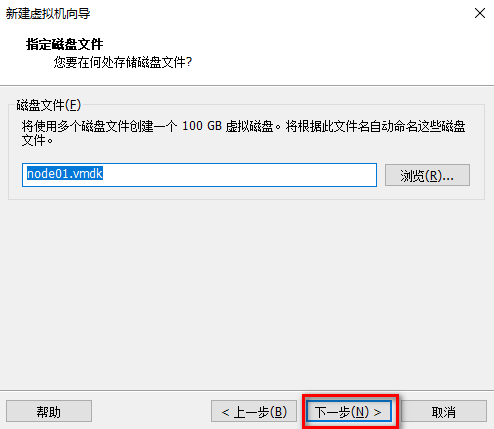 新建虚拟机向导
指定磁盘文件
您要在何处存储磁盘文件?
磁盘文件(F)
将使用多个磁盘文件创建一个 100 GB 虚拟磁盘。将根据此文件名自动命名这些磁盘
文件。
node01.vmdk
浏览(R)...
帮助
< 上一步(B)
下一步(N) >
取消